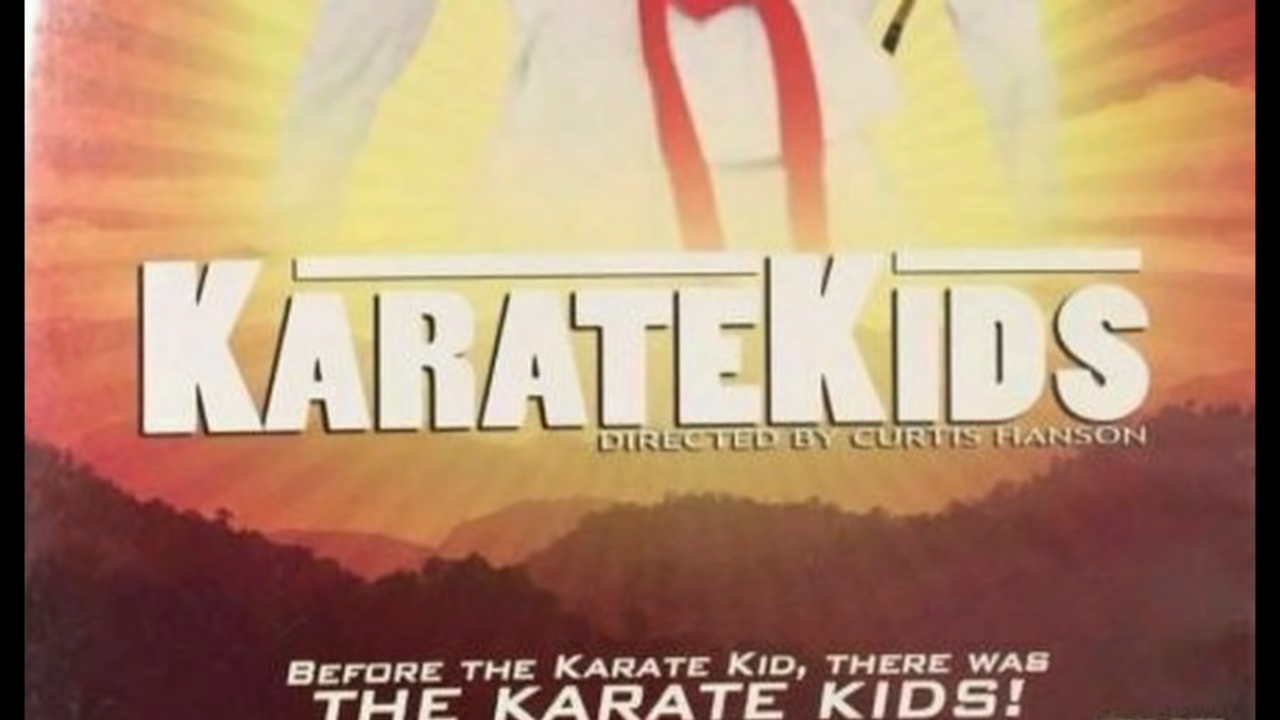 KARATEKIDS
DIRECTED BY CURTIS HANSON
BEFORE THE KARATE KID, THERE WAS
THE KARATE KIDS!